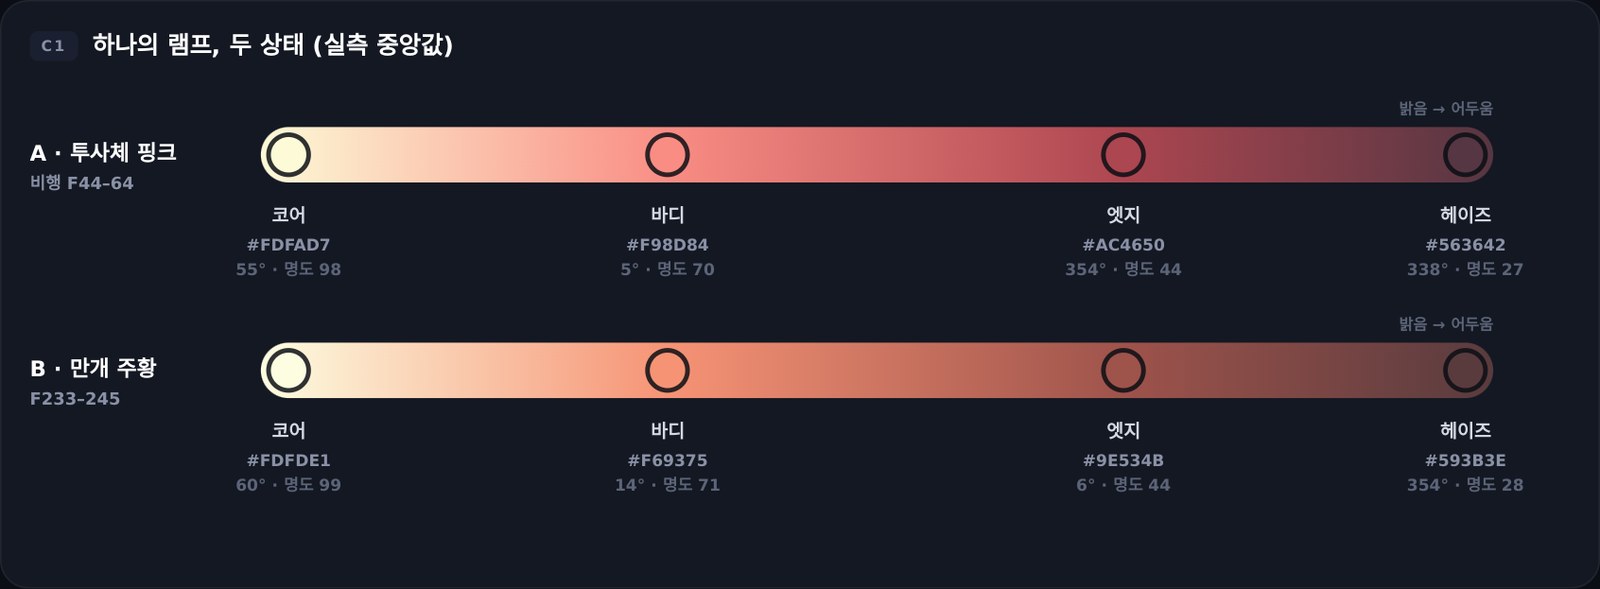 C1 하나의 램프, 두 상태 (실측 중앙값)
밝음 → 어두움
A · 투사체 핑크
비행 F44–64
코어 바디 엣지 헤이즈
#FDFAD7 #F98D84 #AC4650 #563642
55° · 명도 98 5° · 명도 70 354° · 명도 44 338° · 명도 27
밝음 → 어두움
B · 만개 주황
F233–245
코어 바디 엣지 헤이즈
#FDFDE1 #F69375 #9E534B #593B3E
60° · 명도 99 14° · 명도 71 6° · 명도 44 354° · 명도 28